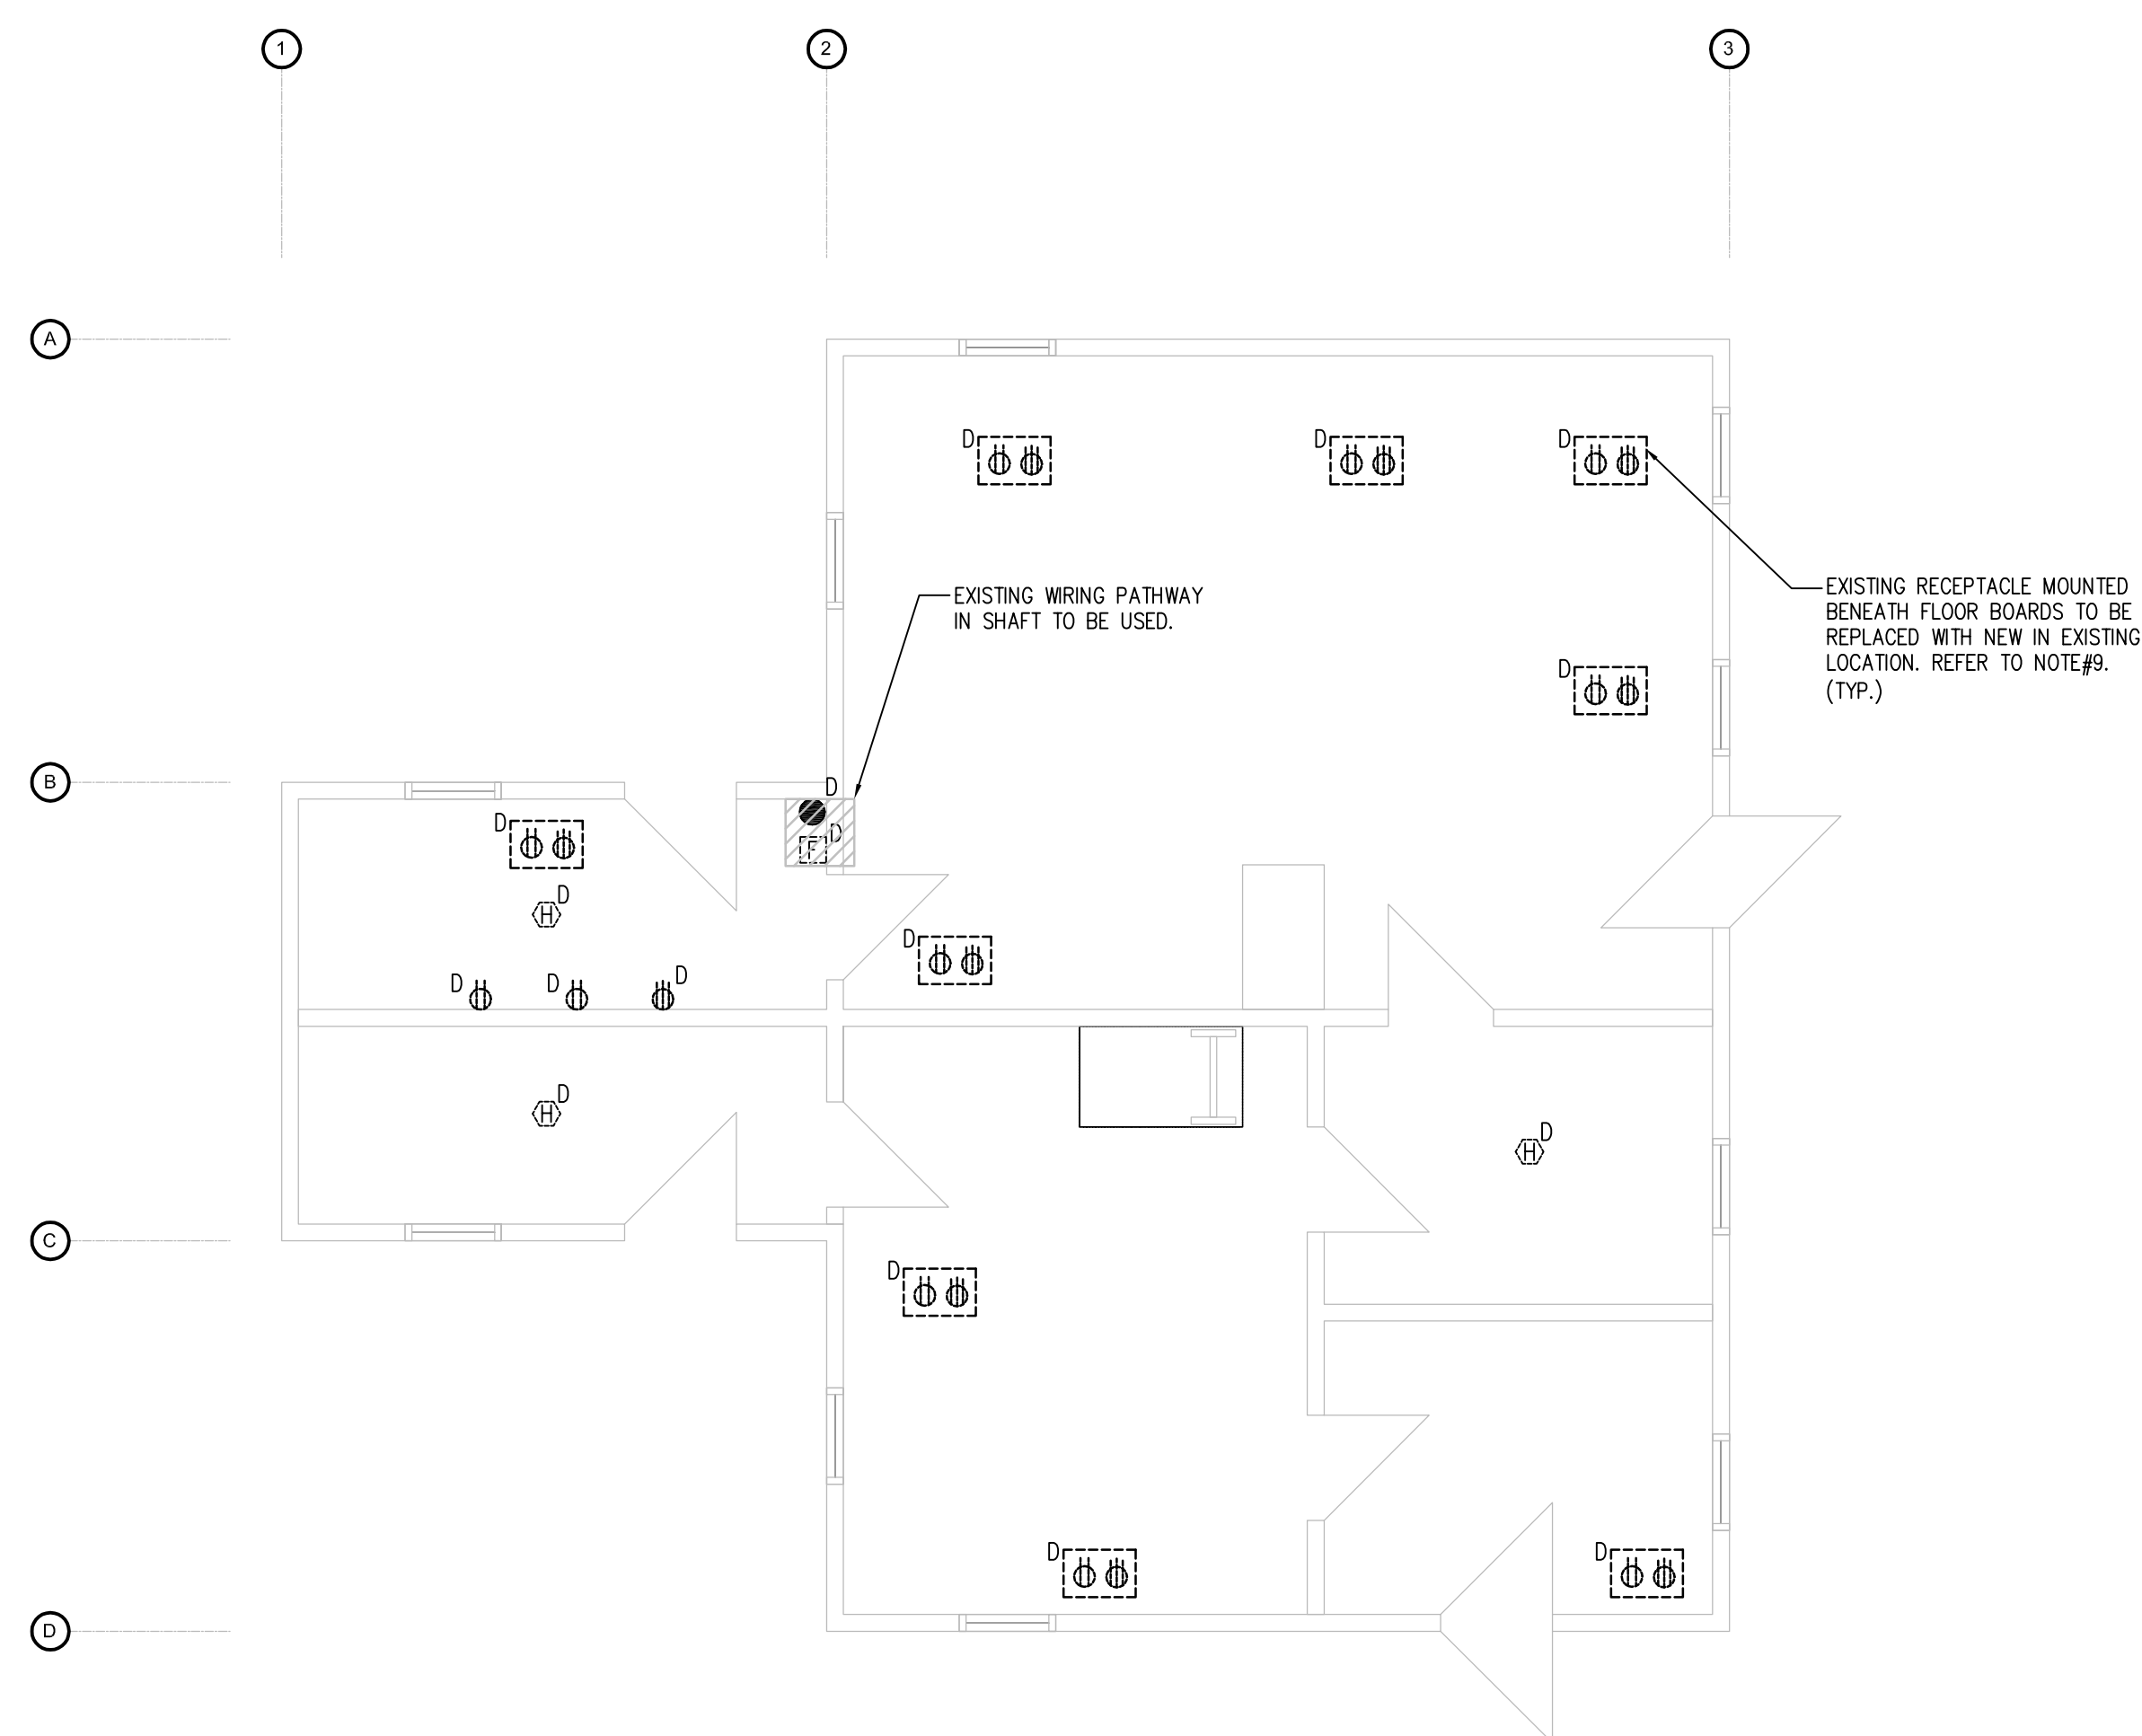 1
2
3
A
D
D
D
EXISTING RECEPTACLE MOUNTED
BENEATH FLOOR BOARDS TO BE
REPLACED WITH NEW IN EXISTING
LOCATION. REFER TO NOTE#9.
(TYP.)
EXISTING WIRING PATHWAY
IN SHAFT TO BE USED.
D
B
D
D
D
F
D
H
D
D
D
D
D
H
D
H
C
D
D
D
D